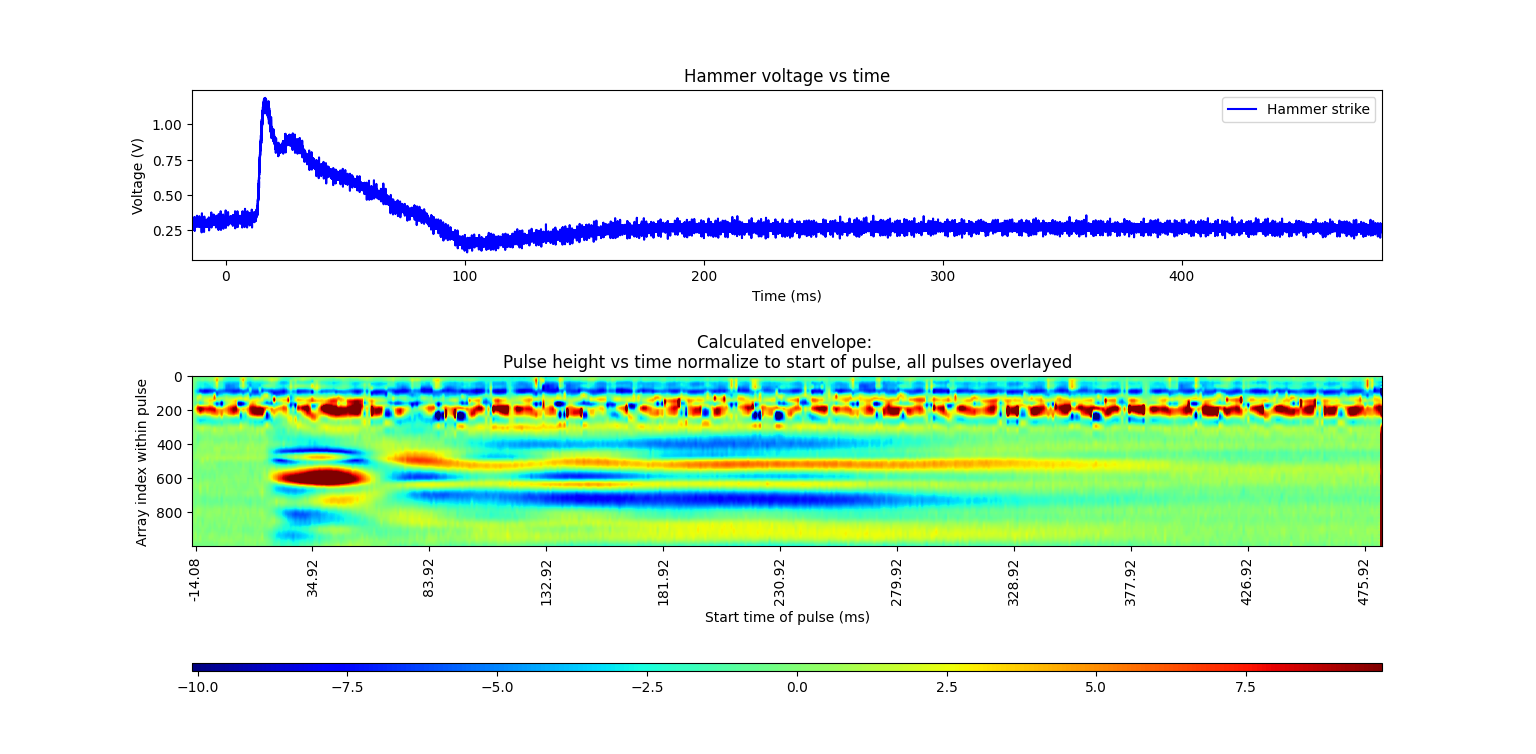 Hammer voltage vs time
Hammer strike
Voltage (V)
1.00
0.75
0.50
0.25
0 100 200 300 400
Time (ms)
Calculated envelope:
Pulse height vs time normalize to start of pulse, all pulses overlayed
Array index within pulse
0
200
400
600
800
-14.08 34.92 83.92 132.92 181.92 230.92 279.92 328.92 377.92 426.92 475.92
Start time of pulse (ms)
−10.0 −7.5 −5.0 −2.5 0.0 2.5 5.0 7.5